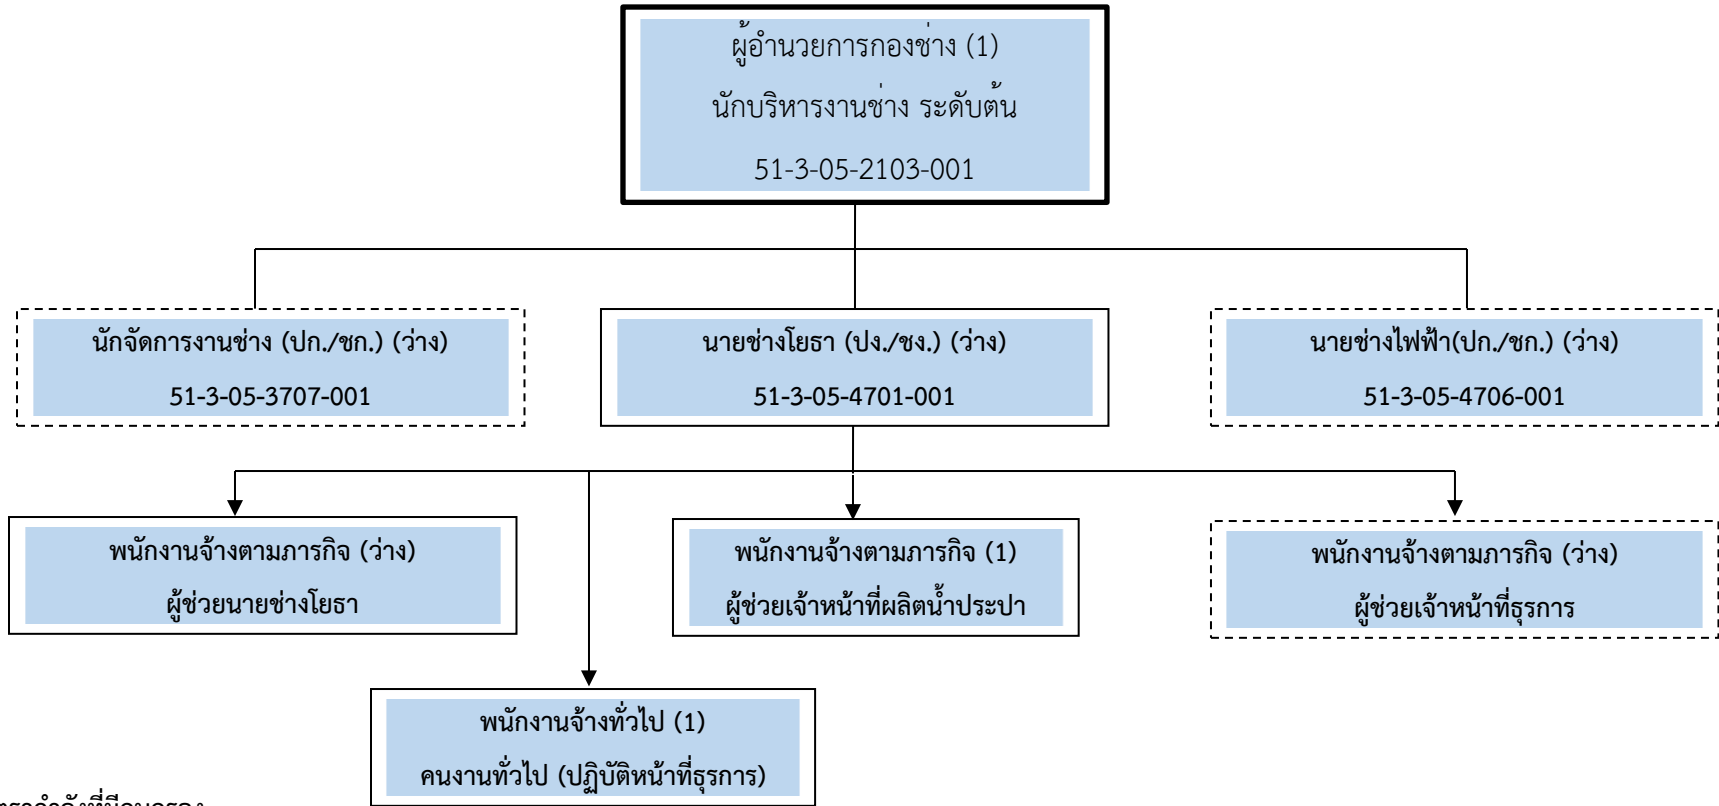 ผู้อำนวยการกองช่าง (1)
นักบริหารงานช่าง ระดับต้น
51-3-05-2103-001
นักจัดการงานช่าง (ปก./ชก.) (ว่าง)
51-3-05-3707-001
นายช่างโยธา (ปง./ชง.) (ว่าง)
51-3-05-4701-001
นายช่างไฟฟ้า(ปก./ชก.) (ว่าง)
51-3-05-4706-001
พนักงานจ้างตามภารกิจ (ว่าง)
ผู้ช่วยนายช่างโยธา
พนักงานจ้างตามภารกิจ (1)
ผู้ช่วยเจ้าหน้าที่ผลิตน้ำประปา
พนักงานจ้างตามภารกิจ (ว่าง)
ผู้ช่วยเจ้าหน้าที่ธุรการ
พนักงานจ้างทั่วไป (1)
คนงานทั่วไป (ปฏิบัติหน้าที่ธุรการ)